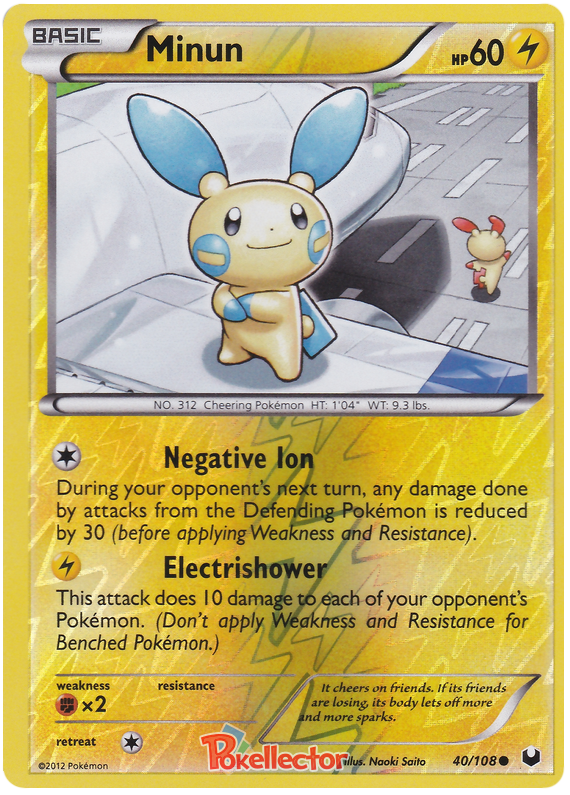 BASIC
Minun
HP60
NO. 312 Cheering Pokémon HT: 1'04" WT: 9.3 lbs.
Negative Ion
During your opponent's next turn, any damage done
by attacks from the Defending Pokémon is reduced
by 30 (before applying Weakness and Resistance).
Electrishower
This attack does 10 damage to each of your opponent's
Pokémon. (Don't apply Weakness and Resistance for
Benched Pokémon.)
weakness resistance
×2
It cheers on friends. If its friends
are losing, its body lets off more
and more sparks.
retreat
©2012 Pokémon
Pokellector
Illus. Naoki Saito
40/108